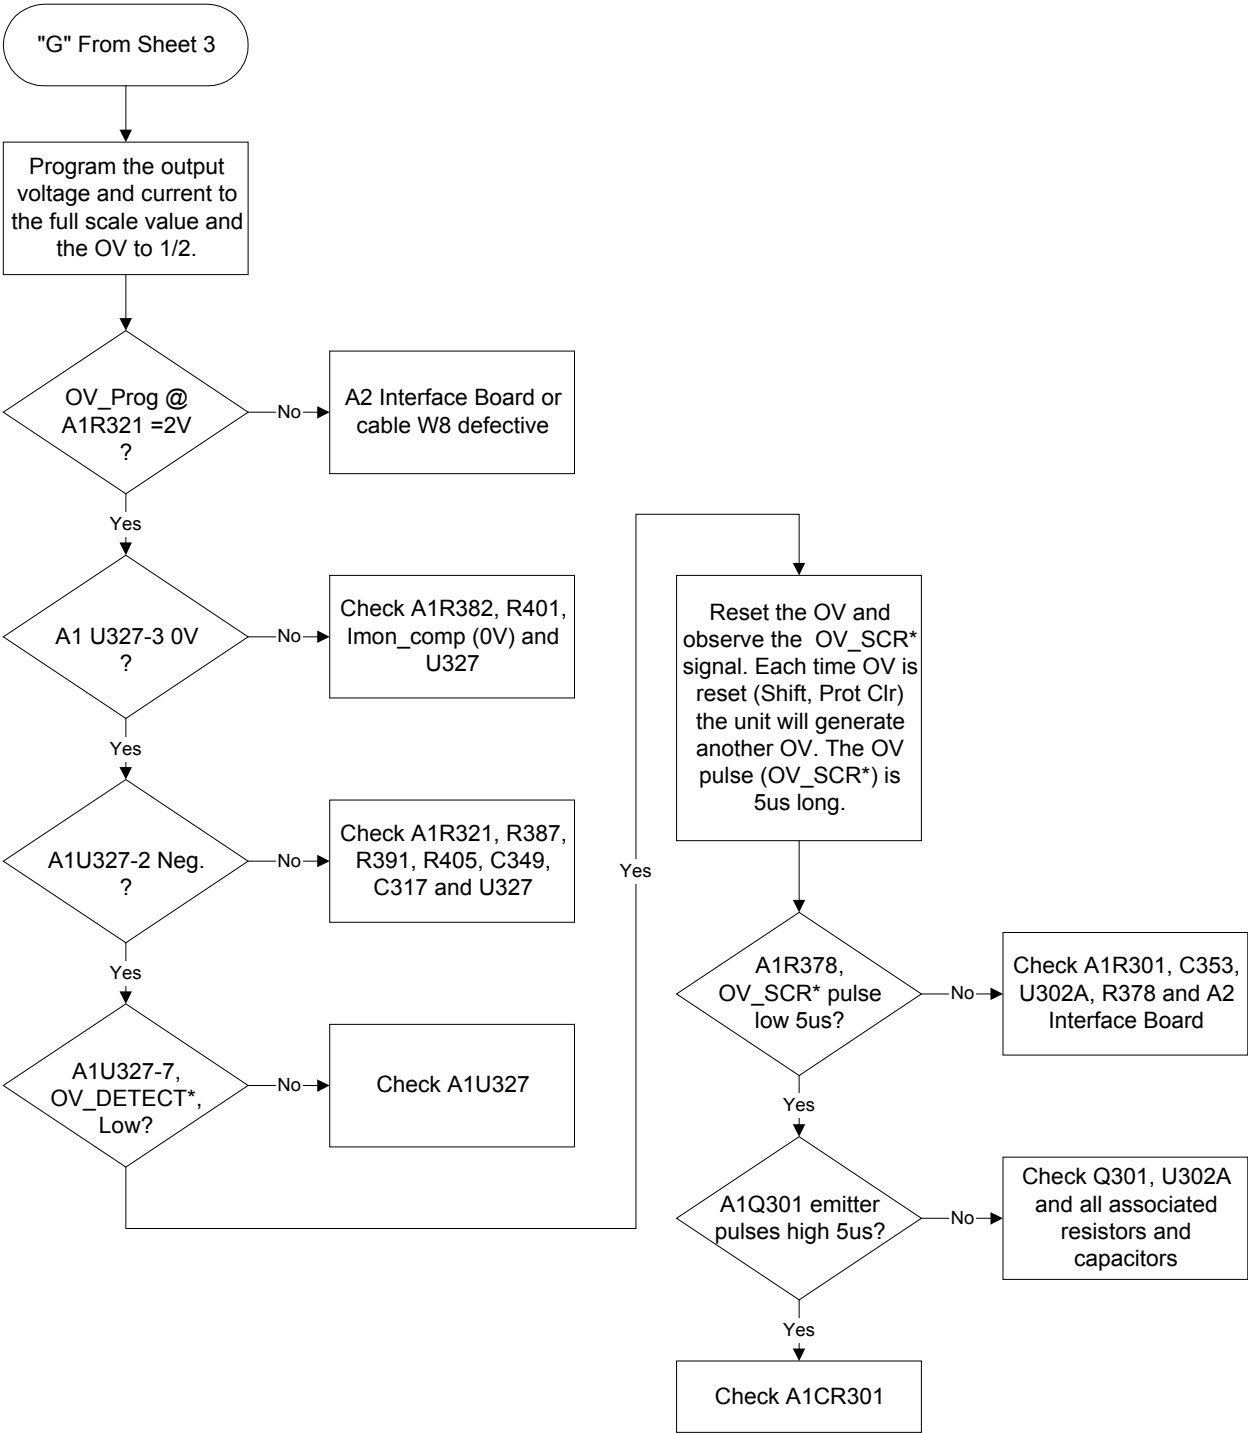 "G" From Sheet 3
Program the output
voltage and current to
the full scale value and
the OV to 1/2.
OV_Prog @
A1R321 =2V
?
No
A2 Interface Board or
cable W8 defective
Yes
A1 U327-3 0V
?
No
Check A1R382, R401,
Imon_comp (0V) and
U327
Yes
A1U327-2 Neg.
?
No
Check A1R321, R387,
R391, R405, C349,
C317 and U327
Yes
A1U327-7,
OV_DETECT*,
Low?
No
Check A1U327
Yes
Reset the OV and
observe the OV_SCR*
signal. Each time OV is
reset (Shift, Prot Clr)
the unit will generate
another OV. The OV
pulse (OV_SCR*) is
5us long.
A1R378,
OV_SCR* pulse
low 5us?
No
Check A1R301, C353,
U302A, R378 and A2
Interface Board
Yes
A1Q301 emitter
pulses high 5us?
No
Check Q301, U302A
and all associated
resistors and
capacitors
Yes
Check A1CR301